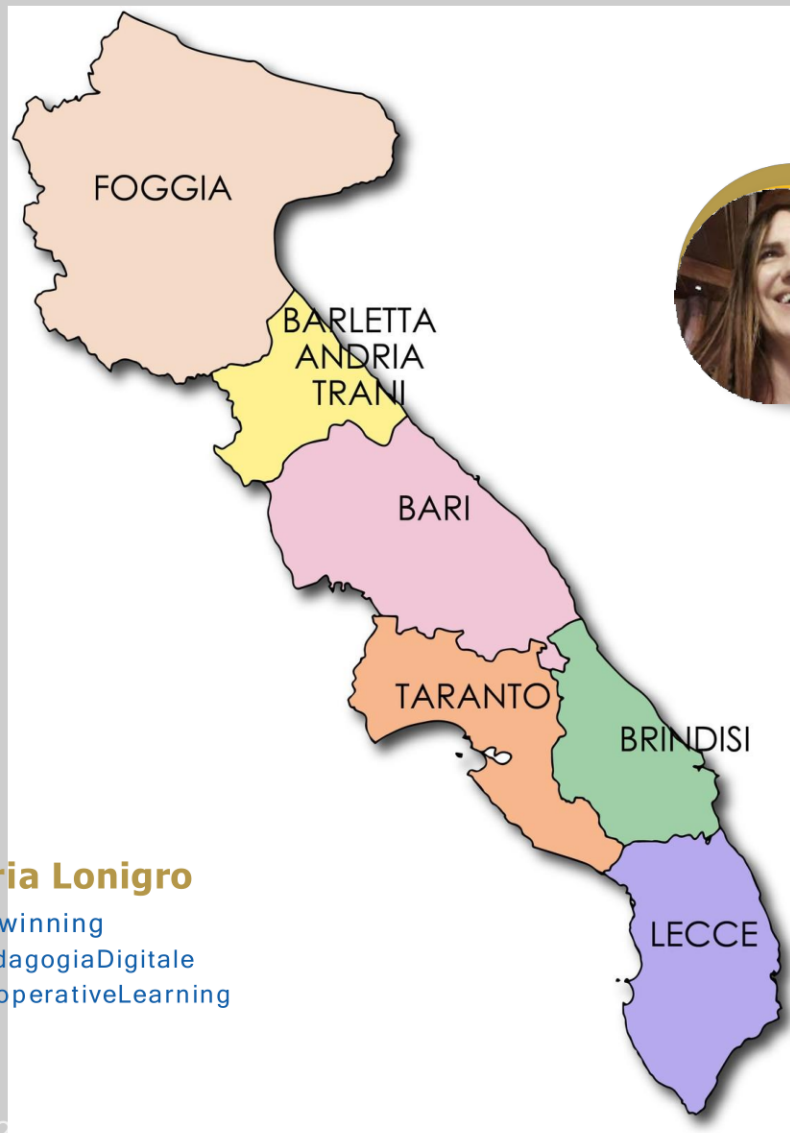 FOGGIA
BARLETTA
ANDRIA
TRANI
BARI
TARANTO
BRINDISI
ria Lonigro
winning
dagogiaDigitale
operativeLearning
LECCE